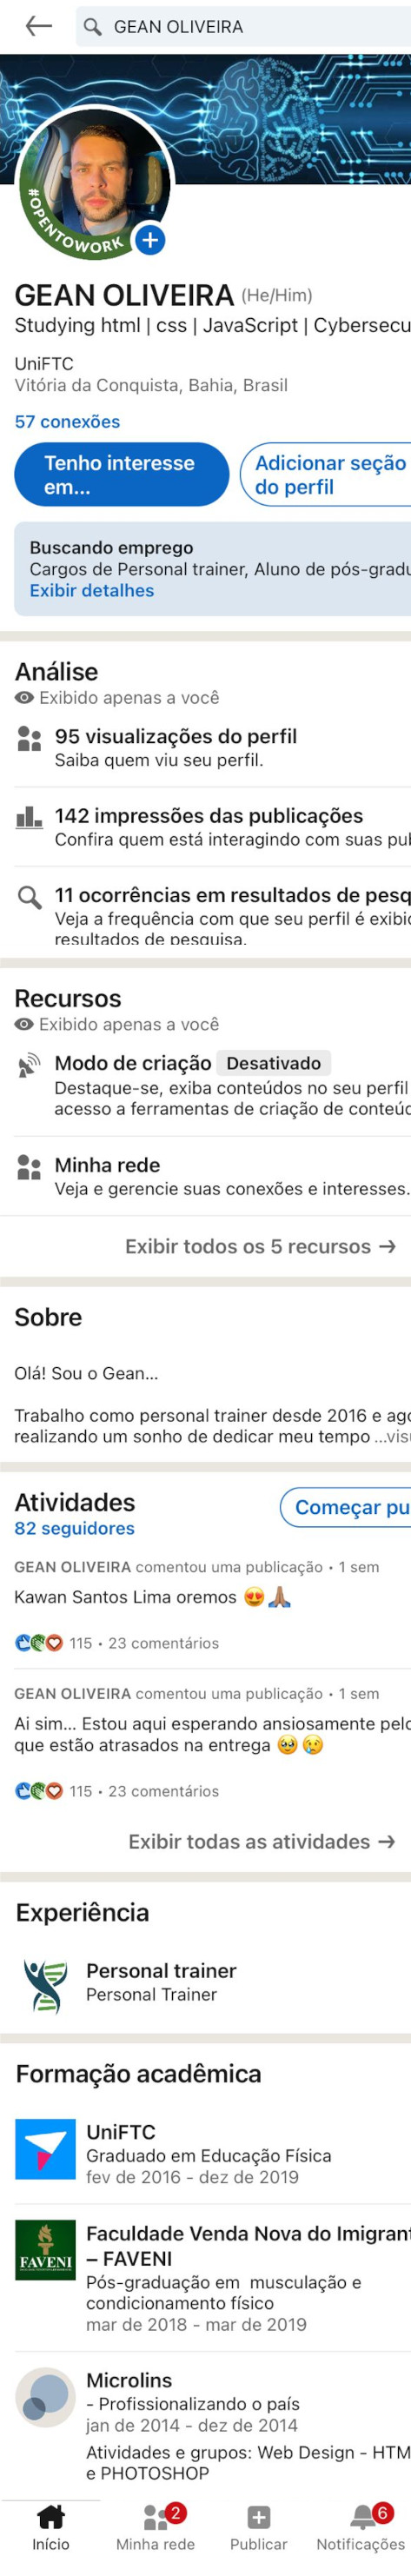 GEAN OLIVEIRA
#OPENTOWORK
GEAN OLIVEIRA (He/Him)
Studying html | css | JavaScript | Cybersecu
UniFTC
Vitória da Conquista, Bahia, Brasil
57 conexões
Tenho interesse
em...
Adicionar seção
do perfil
Buscando emprego
Cargos de Personal trainer, Aluno de pós-gradu
Exibir detalhes
Análise
Exibido apenas a você
95 visualizações do perfil
Saiba quem viu seu perfil.
142 impressões das publicações
Confira quem está interagindo com suas pub
11 ocorrências em resultados de pesq
Veja a frequência com que seu perfil é exibic
resultados de pesquisa.
Recursos
Exibido apenas a você
Modo de criação Desativado
Destaque-se, exiba conteúdos no seu perfil
acesso a ferramentas de criação de conteúc
Minha rede
Veja e gerencie suas conexões e interesses.
Exibir todos os 5 recursos →
Sobre
Olá! Sou o Gean...
Trabalho como personal trainer desde 2016 e ago
realizando um sonho de dedicar meu tempo ...vis
Atividades
Começar pu
82 seguidores
GEAN OLIVEIRA comentou uma publicação • 1 sem
Kawan Santos Lima oremos 😍🙏🏽
115 • 23 comentários
GEAN OLIVEIRA comentou uma publicação • 1 sem
Ai sim... Estou aqui esperando ansiosamente pelo
que estão atrasados na entrega 🥹😢
115 • 23 comentários
Exibir todas as atividades →
Experiência
Personal trainer
Personal Trainer
Formação acadêmica
UniFTC
Graduado em Educação Física
fev de 2016 - dez de 2019
FAVENI
Faculdade Venda Nova do Imigrant
– FAVENI
Pós-graduação em musculação e
condicionamento físico
mar de 2018 - mar de 2019
Microlins
- Profissionalizando o país
jan de 2014 - dez de 2014
Atividades e grupos: Web Design - HTM
e PHOTOSHOP
2
6
Início
Minha rede
Publicar
Notificações